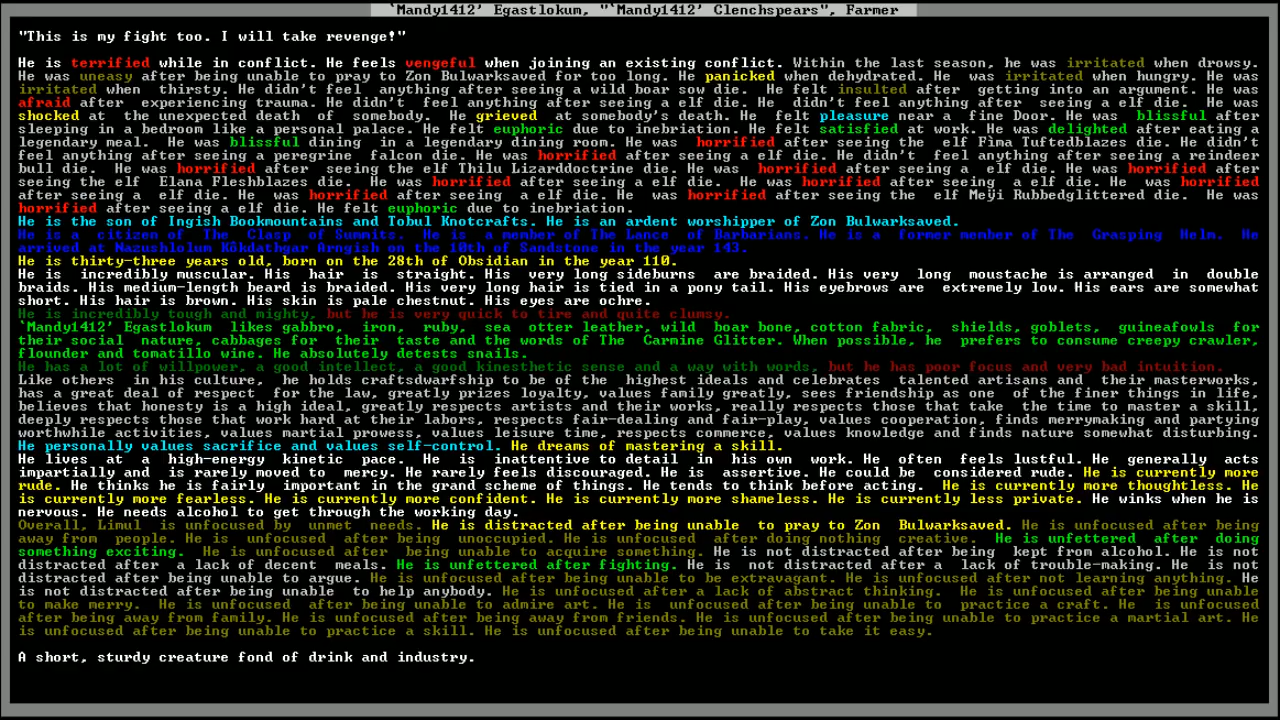 `Mandy1412' Egastlokum, "`Mandy1412' Clenchspears", Farmer
"This is my fight too. I will take revenge!"
He is terrified while in conflict. He feels vengeful when joining an existing conflict. Within the last season, he was irritated when drowsy.
He was uneasy after being unable to pray to Zon Bulwarksaved for too long. He panicked when dehydrated. He was irritated when hungry. He was
irritated when thirsty. He didn't feel anything after seeing a wild boar sow die. He felt insulted after getting into an argument. He was
afraid after experiencing trauma. He didn't feel anything after seeing a elf die. He didn't feel anything after seeing a elf die. He was
shocked at the unexpected death of somebody. He grieved at somebody's death. He felt pleasure near a fine Door. He was blissful after
sleeping in a bedroom like a personal palace. He felt euphoric due to inebriation. He felt satisfied at work. He was delighted after eating a
legendary meal. He was blissful dining in a legendary dining room. He was horrified after seeing the elf Fima Tuftedblazes die. He didn't
feel anything after seeing a peregrine falcon die. He was horrified after seeing a elf die. He didn't feel anything after seeing a reindeer
bull die. He was horrified after seeing the elf Thilu Lizarddoctrine die. He was horrified after seeing a elf die. He was horrified after
seeing the elf Elana Fleshblazes die. He was horrified after seeing a elf die. He was horrified after seeing a elf die. He was horrified
after seeing a elf die. He was horrified after seeing a elf die. He was horrified after seeing the elf Meyi Rubbedglittered die. He was
horrified after seeing a elf die. He felt euphoric due to inebriation.
He is the son of Ingish Bookmountains and Tobul Knotcrafts. He is an ardent worshipper of Zon Bulwarksaved.
He is a citizen of The Clasp of Summits. He is a member of The Lance of Barbarians. He is a former member of The Grasping Helm. He
arrived at Nazushlolum Kôkdathyar Arngish on the 10th of Sandstone in the year 143.
He is thirty-three years old, born on the 28th of Obsidian in the year 110.
He is incredibly muscular. His hair is straight. His very long sideburns are braided. His very long moustache is arranged in double
braids. His medium-length beard is braided. His very long hair is tied in a pony tail. His eyebrows are extremely low. His ears are somewhat
short. His hair is brown. His skin is pale chestnut. His eyes are ochre.
He is incredibly tough and mighty, but he is very quick to tire and quite clumsy.
`Mandy1412' Egastlokum likes gabbro, iron, ruby, sea otter leather, wild boar bone, cotton fabric, shields, goblets, guineafowls for
their social nature, cabbages for their taste and the words of The Carmine Glitter. When possible, he prefers to consume creepy crawler,
flounder and tomatillo wine. He absolutely detests snails.
He has a lot of willpower, a good intellect, a good kinesthetic sense and a way with words, but he has poor focus and very bad intuition.
Like others in his culture, he holds craftsdwarfship to be of the highest ideals and celebrates talented artisans and their masterworks,
has a great deal of respect for the law, greatly prizes loyalty, values family greatly, sees friendship as one of the finer things in life,
believes that honesty is a high ideal, greatly respects artists and their works, really respects those that take the time to master a skill,
deeply respects those that work hard at their labors, respects fair-dealing and fair-play, values cooperation, finds merrymaking and partying
worthwhile activities, values martial prowess, values leisure time, respects commerce, values knowledge and finds nature somewhat disturbing.
He personally values sacrifice and values self-control. He dreams of mastering a skill.
He lives at a high-energy kinetic pace. He is inattentive to detail in his own work. He often feels lustful. He generally acts
impartially and is rarely moved to mercy. He rarely feels discouraged. He is assertive. He could be considered rude. He is currently more
rude. He thinks he is fairly important in the grand scheme of things. He tends to think before acting. He is currently more thoughtless. He
is currently more fearless. He is currently more confident. He is currently more shameless. He is currently less private. He winks when he is
nervous. He needs alcohol to get through the working day.
Overall, Limul is unfocused by unmet needs. He is distracted after being unable to pray to Zon Bulwarksaved. He is unfocused after being
away from people. He is unfocused after being unoccupied. He is unfocused after doing nothing creative. He is unfettered after doing
something exciting. He is unfocused after being unable to acquire something. He is not distracted after being kept from alcohol. He is not
distracted after a lack of decent meals. He is unfettered after fighting. He is not distracted after a lack of trouble-making. He is not
distracted after being unable to argue. He is unfocused after being unable to be extravagant. He is unfocused after not learning anything. He
is not distracted after being unable to help anybody. He is unfocused after a lack of abstract thinking. He is unfocused after being unable
to make merry. He is unfocused after being unable to admire art. He is unfocused after being unable to practice a craft. He is unfocused
after being away from family. He is unfocused after being away from friends. He is unfocused after being unable to practice a martial art. He
is unfocused after being unable to practice a skill. He is unfocused after being unable to take it easy.
A short, sturdy creature fond of drink and industry.